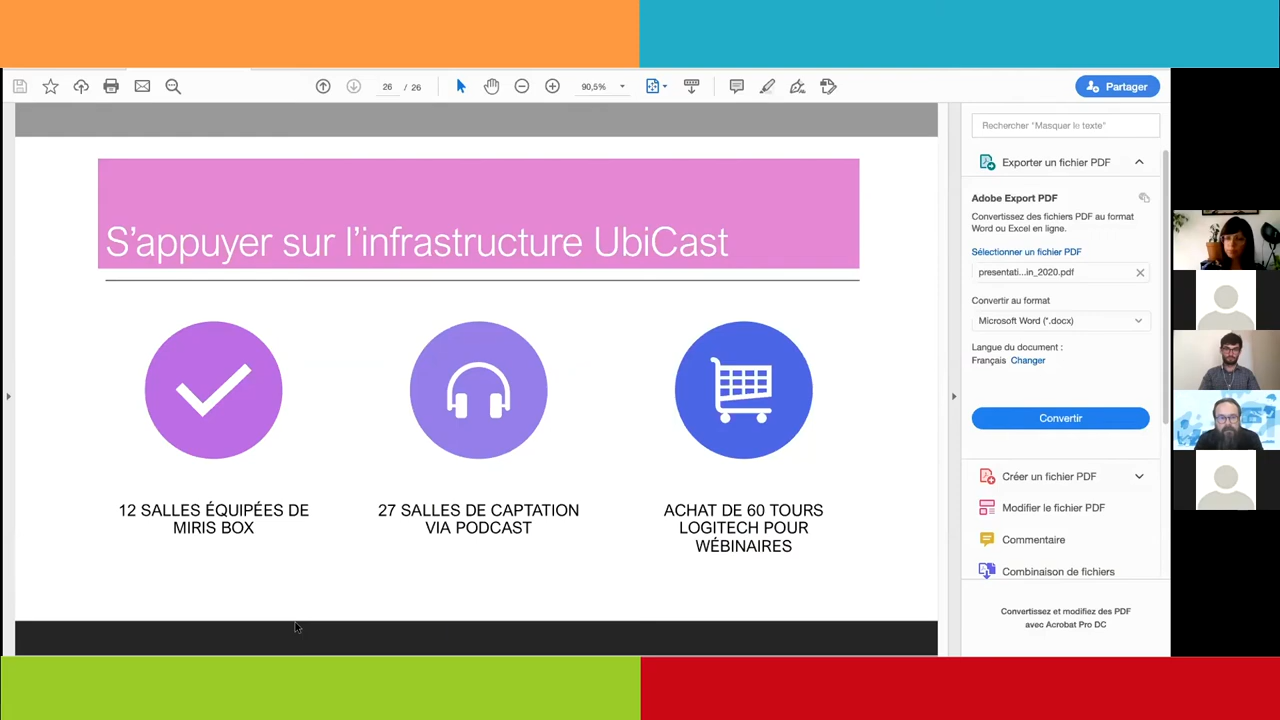 26 / 26
90,5%
Partager
S'appuyer sur l'infrastructure UbiCast
12 SALLES ÉQUIPÉES DE
MIRIS BOX
27 SALLES DE CAPTATION
VIA PODCAST
ACHAT DE 60 TOURS
LOGITECH POUR
WÉBINAIRES
Rechercher "Masquer le texte"
Exporter un fichier PDF
Adobe Export PDF
Convertissez des fichiers PDF au format
Word ou Excel en ligne.
Sélectionner un fichier PDF
presentati...in_2020.pdf
Convertir au format
Microsoft Word (*.docx)
Langue du document :
Français Changer
Convertir
Créer un fichier PDF
Modifier le fichier PDF
Commentaire
Combinaison de fichiers
Convertissez et modifiez des PDF
avec Acrobat Pro DC